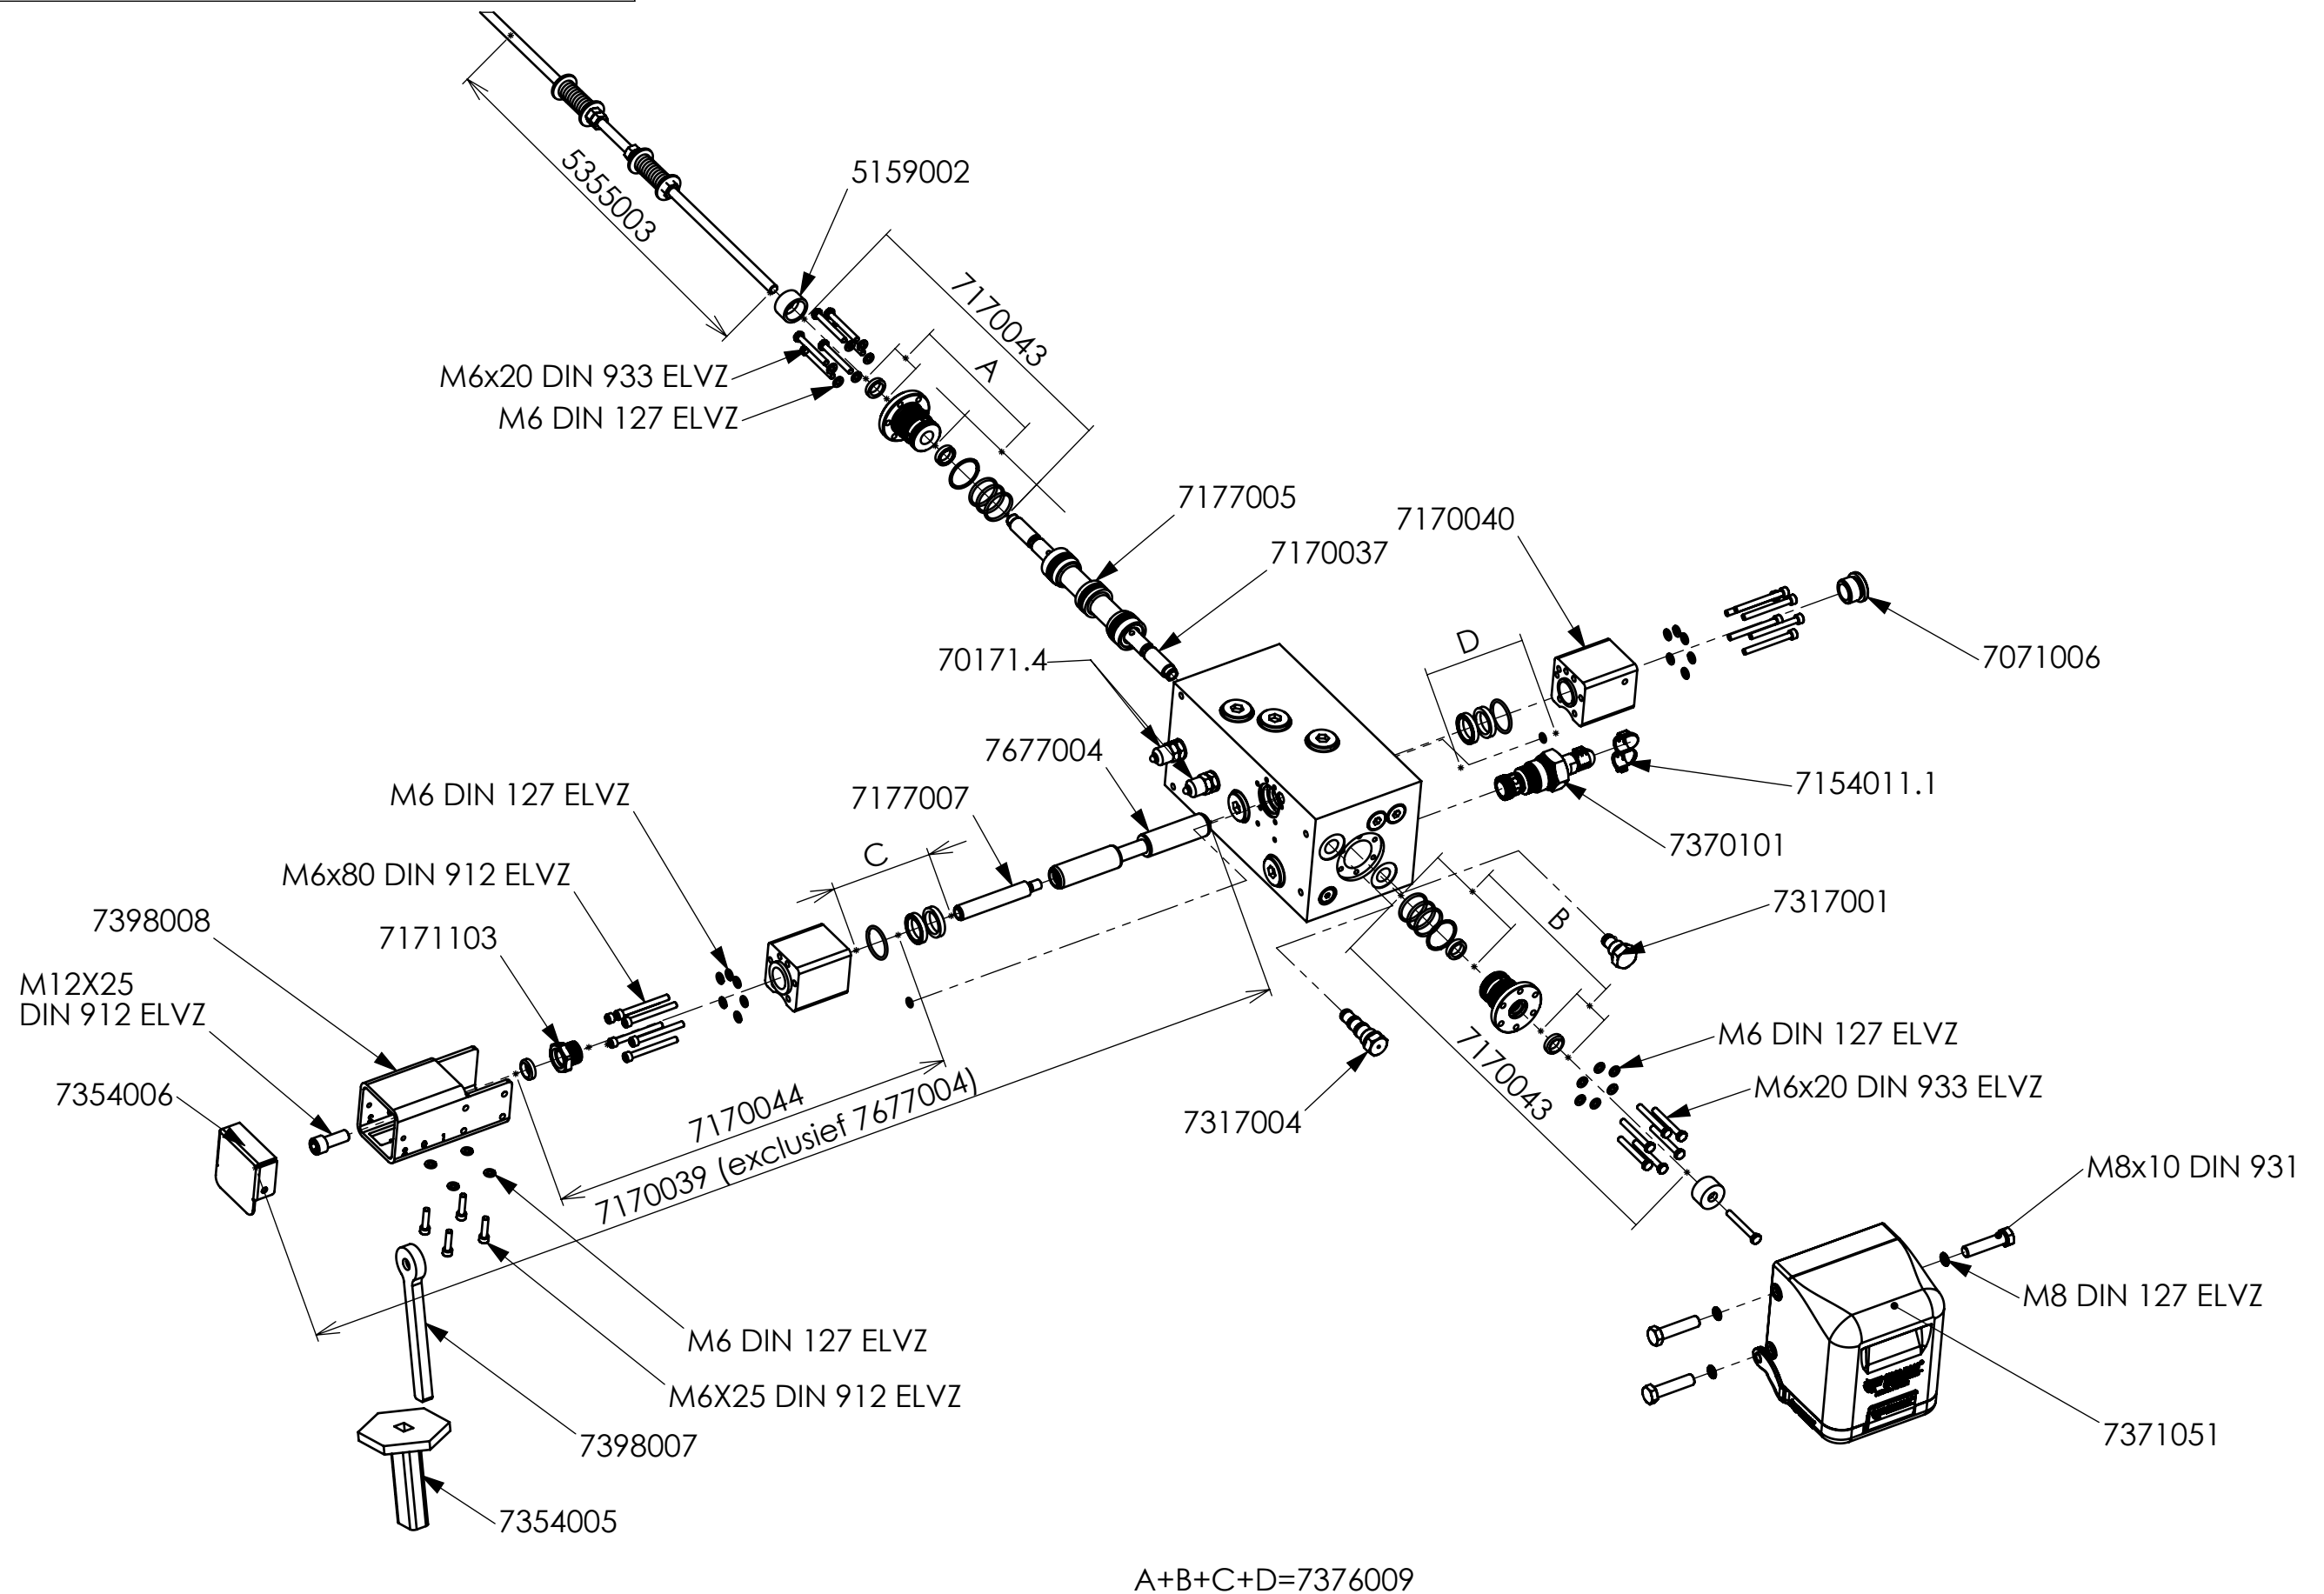 5355003
5159002
7170043
A
M6x20 DIN 933 ELVZ
M6 DIN 127 ELVZ
7177005
7170040
7170037
D
70171.4
7071006
7677004
7154011.1
M6 DIN 127 ELVZ
7177007
7370101
C
M6x80 DIN 912 ELVZ
7317001
7398008
B
7171103
M12X25
DIN 912 ELVZ
M6 DIN 127 ELVZ
7354006
7170043
M6x20 DIN 933 ELVZ
7170044
7317004
7170039 (exclusief 7677004)
M8x10 DIN 931
M8 DIN 127 ELVZ
M6 DIN 127 ELVZ
M6X25 DIN 912 ELVZ
7398007
7371051
7354005
A+B+C+D=7376009